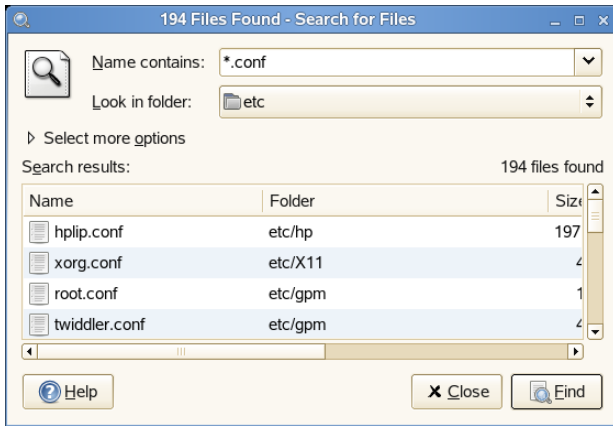 194 Files Found - Search for Files
Name contains: *.conf
Look in folder: etc
Select more options
Search results: 194 files found
Name Folder Size
hplip.conf etc/hp 197
xorg.conf etc/X11 4
root.conf etc/gpm 1
twiddler.conf etc/gpm 4
Help Close Find